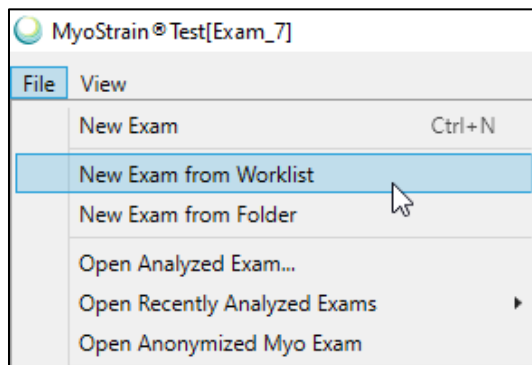 MyoStrain®Test[Exam_7]
File View
New Exam Ctrl+N
New Exam from Worklist
New Exam from Folder
Open Analyzed Exam...
Open Recently Analyzed Exams
Open Anonymized Myo Exam